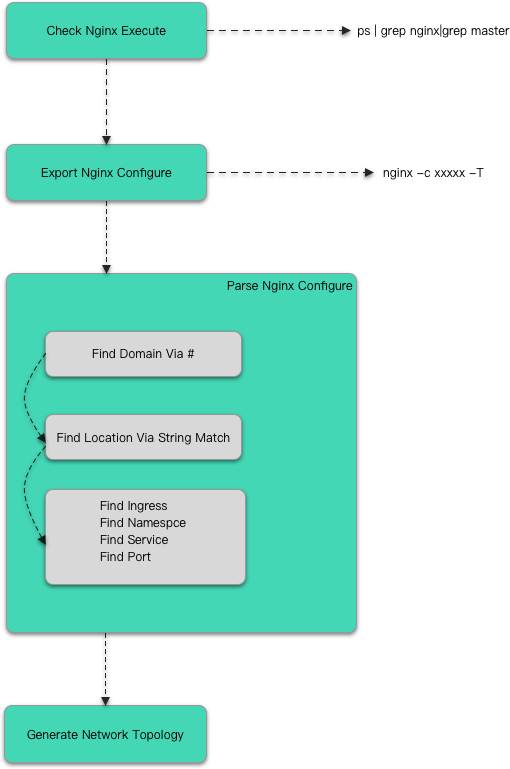 Check Nginx Execute
ps | grep nginx|grep master
Export Nginx Configure
nginx -c xxxxx -T
Parse Nginx Configure
Find Domain Via #
Find Location Via String Match
Find Ingress
Find Namespce
Find Service
Find Port
Generate Network Topology